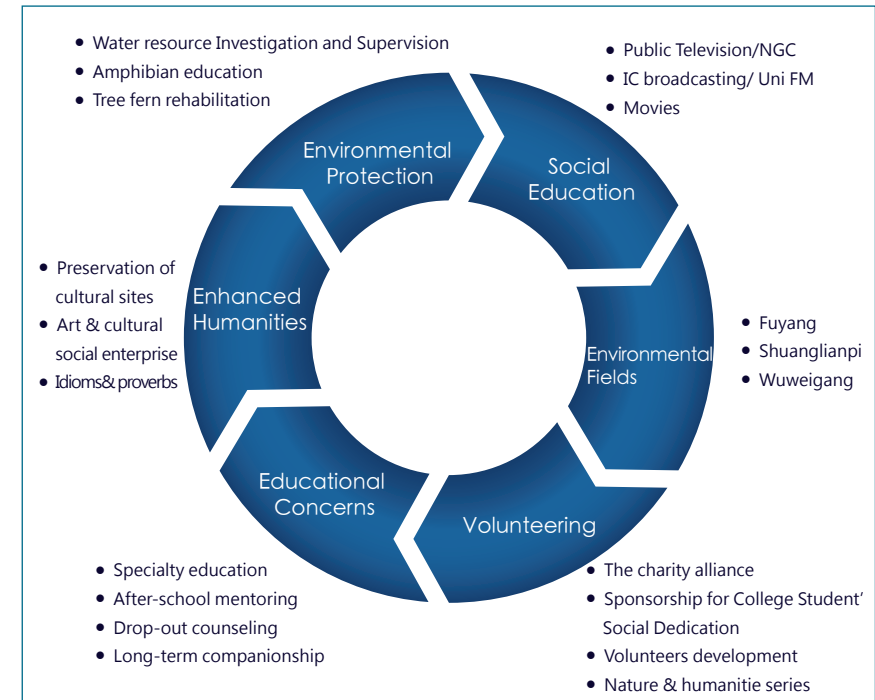 • Water resource Investigation and Supervision
• Amphibian education
• Tree fern rehabilitation
• Public Television/NGC
• IC broadcasting/ Uni FM
• Movies
Environmental
Protection
Social
Education
• Preservation of
cultural sites
• Art & cultural
social enterprise
• Idioms& proverbs
Enhanced
Humanities
Environmental
Fields
• Fuyang
• Shuanglianpi
• Wuweigang
Educational
Concerns
Volunteering
• Specialty education
• After-school mentoring
• Drop-out counseling
• Long-term companionship
• The charity alliance
• Sponsorship for College Student'
Social Dedication
• Volunteers development
• Nature & humanitie series